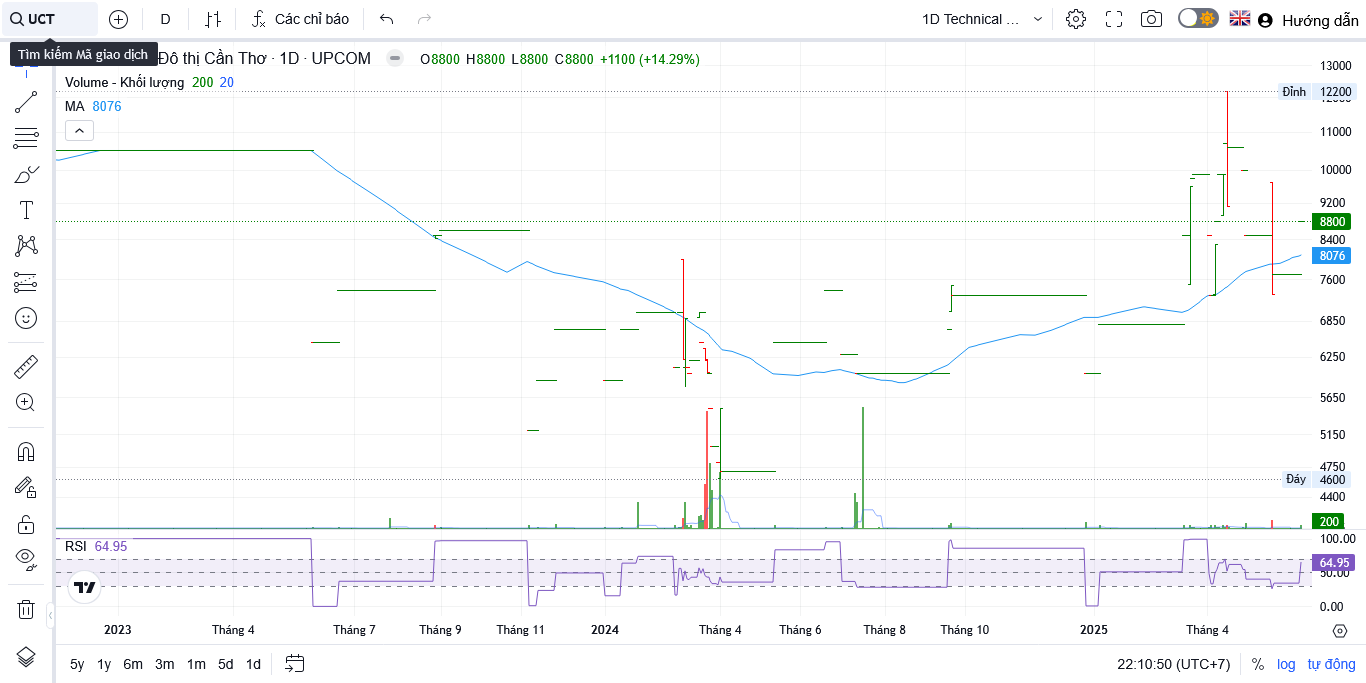 UCT
D
Các chỉ báo
1D Technical ...
Hướng dẫn
Tìm kiếm Mã giao dịch
Đô thị Cần Thơ · 1D · UPCOM
O8800 H8800 L8800 C8800 +1100 (+14.29%)
Volume - Khối lượng 200 20
MA 8076
13000
Đỉnh 12200
11000
10000
9200
8800
8400
8076
7600
6850
6250
5650
5150
4750
Đáy 4600
4400
200
RSI 64.95
100.00
64.95
50.00
0.00
2023 Tháng 4 Tháng 7 Tháng 9 Tháng 11 2024 Tháng 4 Tháng 6 Tháng 8 Tháng 10 2025 Tháng 4
5y 1y 6m 3m 1m 5d 1d
22:10:50 (UTC+7) % log tự động